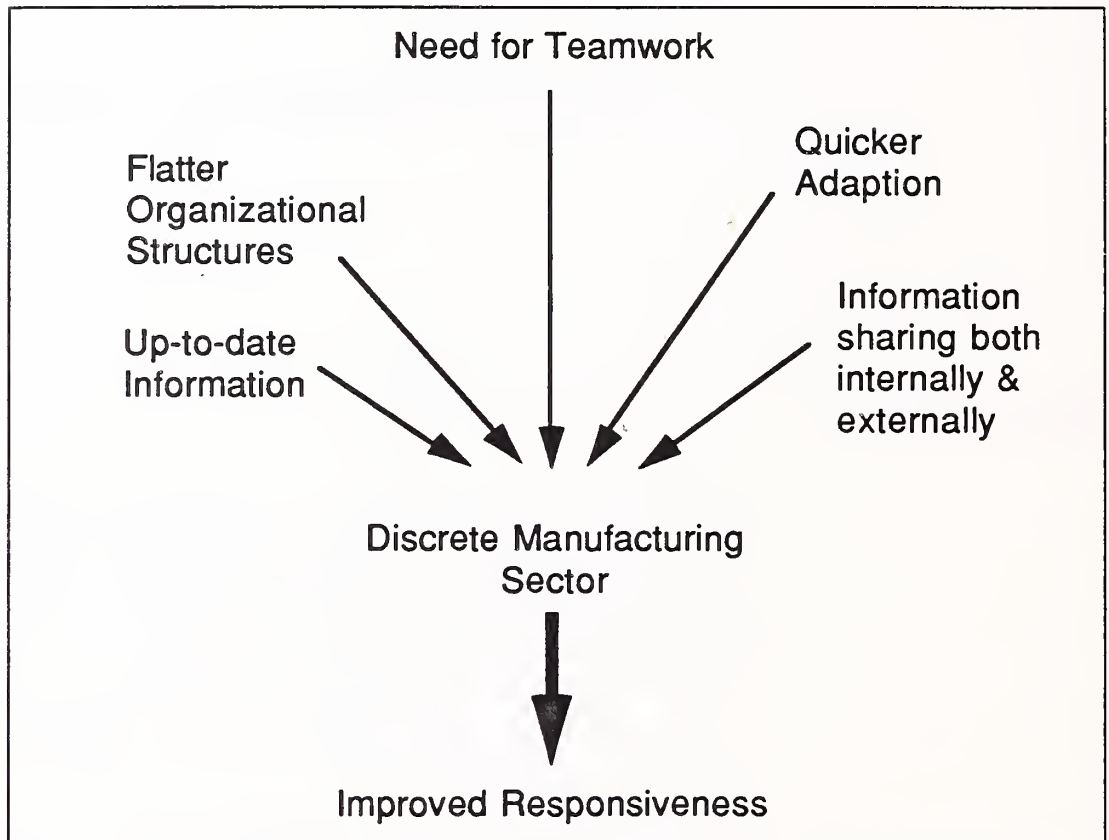 Need for Teamwork
Flatter
Organizational
Structures
Quicker
Adaption
Up-to-date
Information
Information
sharing both
internally &
externally
Discrete Manufacturing
Sector
Improved Responsiveness